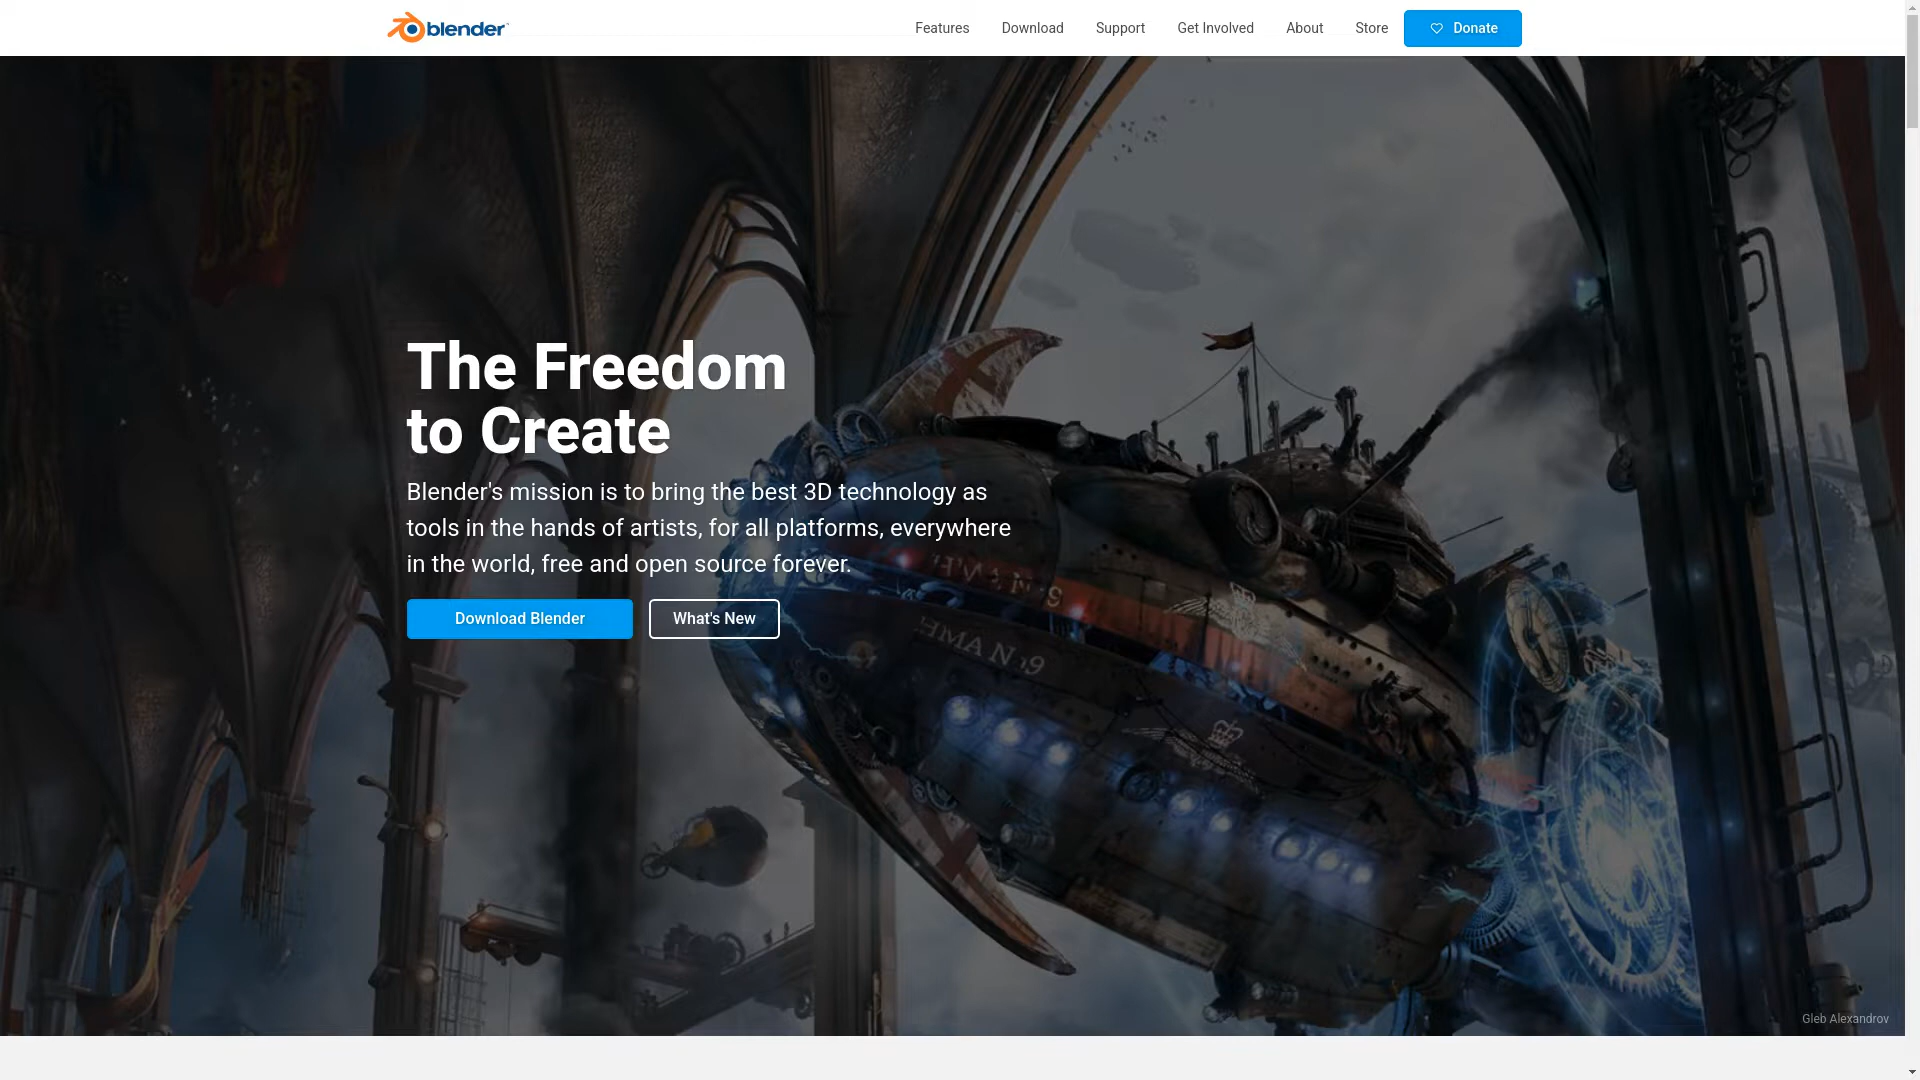 blender
Features
Download
Support
Get Involved
About
Store
Donate
The Freedom
to Create
Blender's mission is to bring the best 3D technology as
tools in the hands of artists, for all platforms, everywhere
in the world, free and open source forever.
Download Blender
What's New
HMAN 9
Gleb Alexandrov